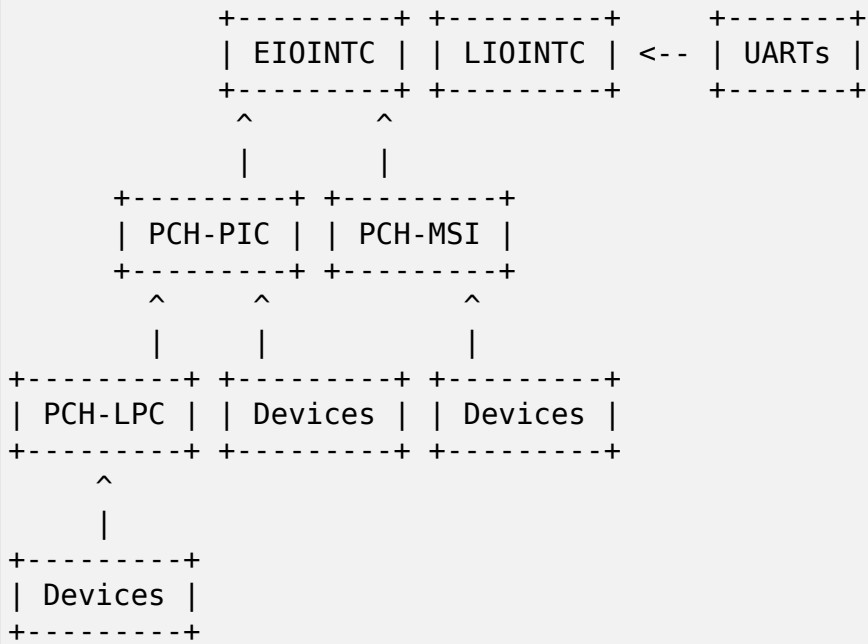 +---------+ +---------+     +-------+
            | EIOINTC | | LIOINTC | <-- | UARTs |
            +---------+ +---------+     +-------+
             ^       ^
             |       |
      +---------+ +---------+
      | PCH-PIC | | PCH-MSI |
      +---------+ +---------+
        ^     ^           ^
        |     |           |
+---------+ +---------+ +---------+
| PCH-LPC | | Devices | | Devices |
+---------+ +---------+ +---------+
     ^
     |
+---------+
| Devices |
+---------+